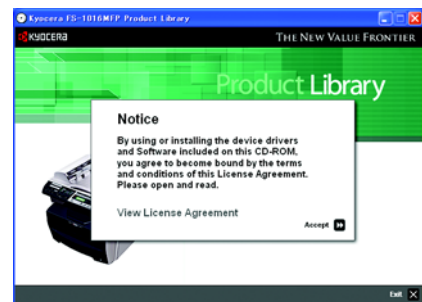 Kyocera FS-1016MFP Product Library
KYOCERA THE NEW VALUE FRONTIER
Product Library
Notice
By using or installing the device drivers
and Software included on this CD-ROM,
you agree to become bound by the terms
and conditions of this License Agreement.
Please open and read.
View License Agreement
Accept
Exit